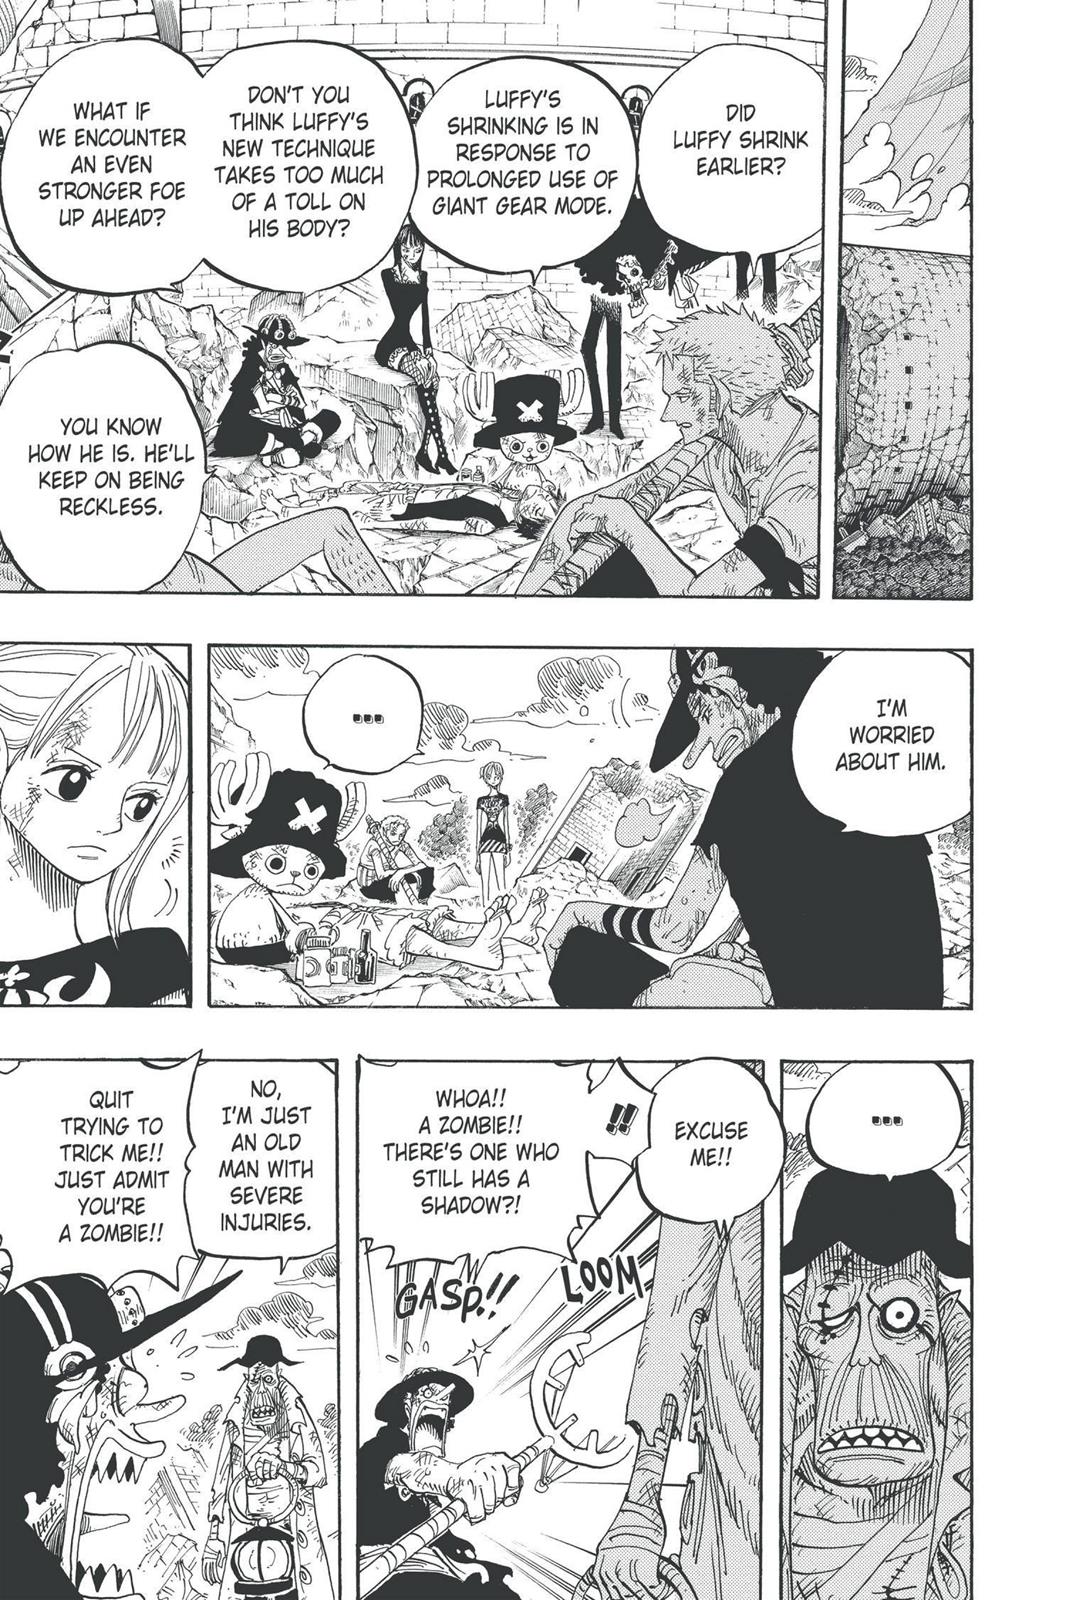 DID
LUFFY SHRINK
EARLIER?
LUFFY'S
SHRINKING IS IN
RESPONSE TO
PROLONGED USE OF
GIANT GEAR MODE.
DON'T YOU
THINK LUFFY'S
NEW TECHNIQUE
TAKES TOO MUCH
OF A TOLL ON
HIS BODY?
WHAT IF
WE ENCOUNTER
AN EVEN
STRONGER FOE
UP AHEAD?
YOU KNOW
HOW HE IS. HE'LL
KEEP ON BEING
RECKLESS.
I'M
WORRIED
ABOUT HIM.
...
...
EXCUSE
ME!!
!!
LOOM
WHOA!!
A ZOMBIE!!
THERE'S ONE WHO
STILL HAS A
SHADOW?!
GASP!!
NO,
I'M JUST
AN OLD
MAN WITH
SEVERE
INJURIES.
QUIT
TRYING TO
TRICK ME!!
JUST ADMIT
YOU'RE
A ZOMBIE!!